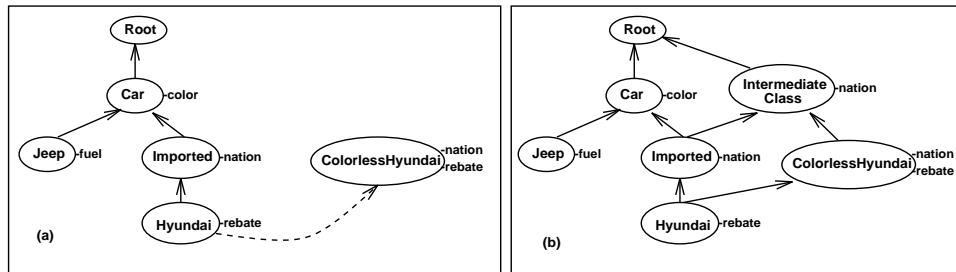 Root
Car
-color
Jeep
-fuel
Imported
-nation
ColorlessHyundai
-nation
-rebate
Hyundai
-rebate
(a)
Root
Intermediate
Class
-nation
Car
-color
Jeep
-fuel
Imported
-nation
ColorlessHyundai
-nation
-rebate
Hyundai
-rebate
(b)